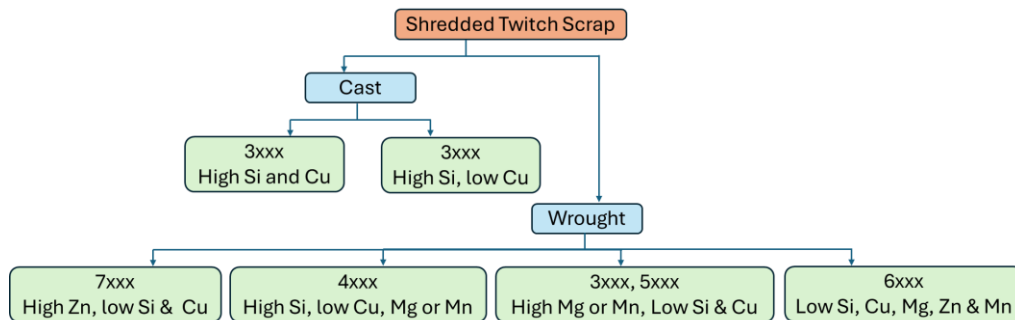 Shredded Twitch Scrap
Cast
3xxx
High Si and Cu
3xxx
High Si, low Cu
Wrought
7xxx
High Zn, low Si & Cu
4xxx
High Si, low Cu, Mg or Mn
3xxx, 5xxx
High Mg or Mn, Low Si & Cu
6xxx
Low Si, Cu, Mg, Zn & Mn